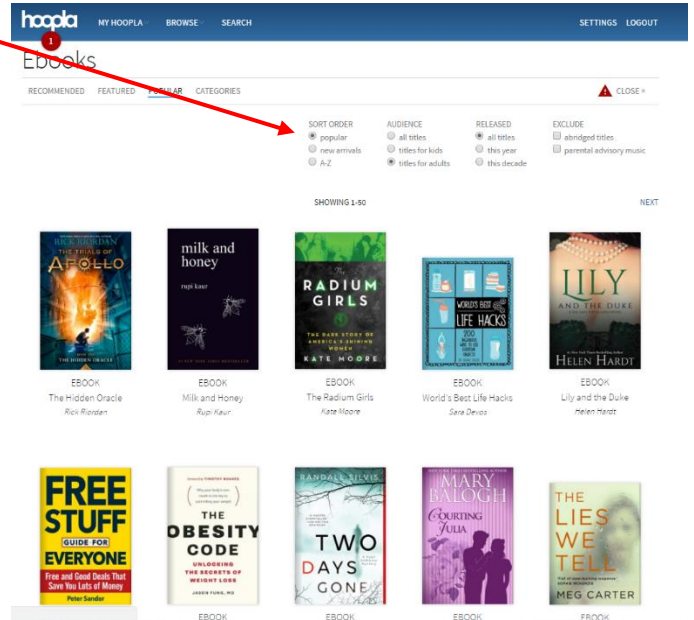 hoopla MY HOOPLA BROWSE SEARCH SETTINGS LOGOUT
1
Ebooks
RECOMMENDED FEATURED POPULAR CATEGORIES CLOSE
SORT ORDER AUDIENCE RELEASED EXCLUDE
popular all titles all titles abridged titles
new arrivals titles for kids this year parental advisory music
A-Z titles for adults this decade
SHOWING 1-50 NEXT
RICK RIORDAN
THE TRIALS OF
APOLLO
THE HIDDEN ORACLE
milk and
honey
rupi kaur
The
RADIUM
GIRLS
THE DARK STORY OF
AMERICA'S SHINING
WOMEN
KATE MOORE
WORLD'S BEST
LIFE HACKS
200
LILY
AND THE DUKE
HELEN HARDT
EBOOK EBOOK EBOOK EBOOK EBOOK
The Hidden Oracle Milk and Honey The Radium Girls World's Best Life Hacks Lily and the Duke
Rick Riordan Rupi Kaur Kate Moore Sara Devos Helen Hardt
FREE
STUFF
GUIDE FOR
EVERYONE
Free and Good Deals That
Save You Lots of Money
Peter Sander
THE
OBESITY
CODE
UNLOCKING
THE SECRETS OF
WEIGHT LOSS
JASON FUNG, MD
RANDALL SILVIS
TWO
DAYS
GONE
MARY
BALOGH
COURTING
JULIA
THE
LIES
WE
TELL
MEG CARTER
EBOOK EBOOK EBOOK EBOOK